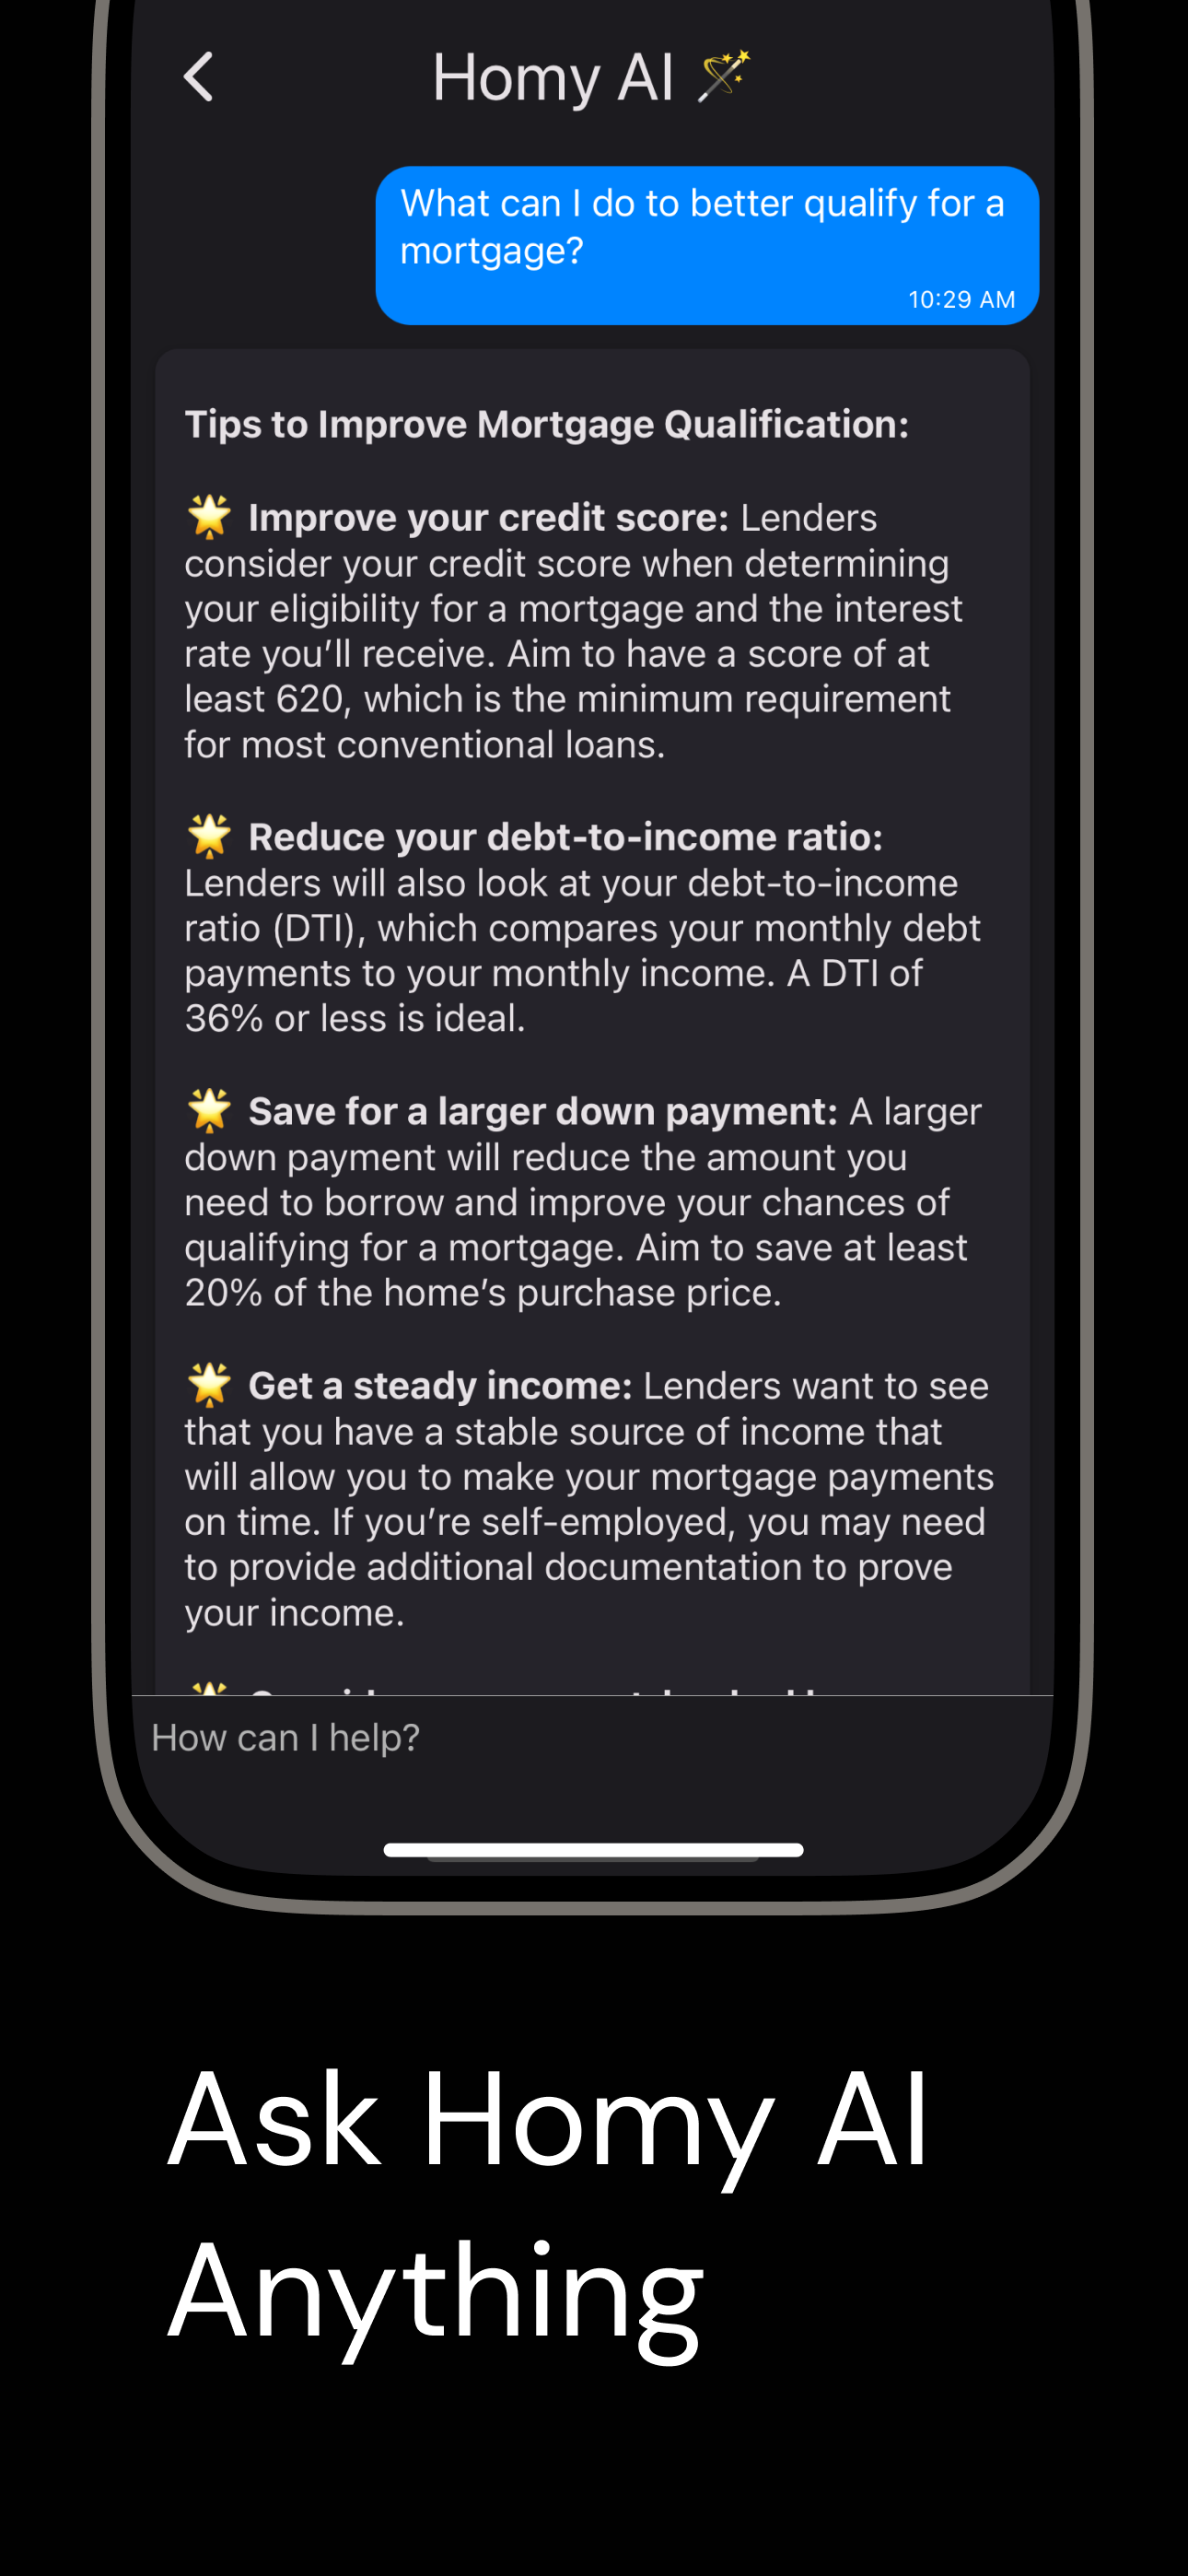 Homy AI 🪄
What can I do to better qualify for a
mortgage?
10:29 AM
Tips to Improve Mortgage Qualification:
🌟 Improve your credit score: Lenders
consider your credit score when determining
your eligibility for a mortgage and the interest
rate you’ll receive. Aim to have a score of at
least 620, which is the minimum requirement
for most conventional loans.
🌟 Reduce your debt-to-income ratio:
Lenders will also look at your debt-to-income
ratio (DTI), which compares your monthly debt
payments to your monthly income. A DTI of
36% or less is ideal.
🌟 Save for a larger down payment: A larger
down payment will reduce the amount you
need to borrow and improve your chances of
qualifying for a mortgage. Aim to save at least
20% of the home’s purchase price.
🌟 Get a steady income: Lenders want to see
that you have a stable source of income that
will allow you to make your mortgage payments
on time. If you’re self-employed, you may need
to provide additional documentation to prove
your income.
How can I help?
Ask Homy AI
Anything